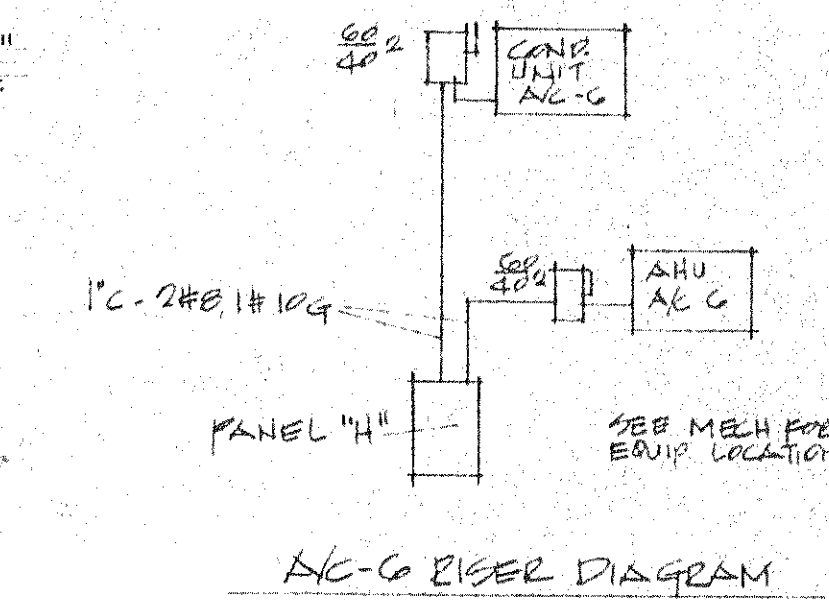 "
60
40 2
COND.
UNIT
A/C-6
60
40 2
AHU
A/C 6
1"C - 2#8, 1#10G
PANEL "H"
SEE MECH FOR
EQUIP LOCATION
A/C-6 RISER DIAGRAM